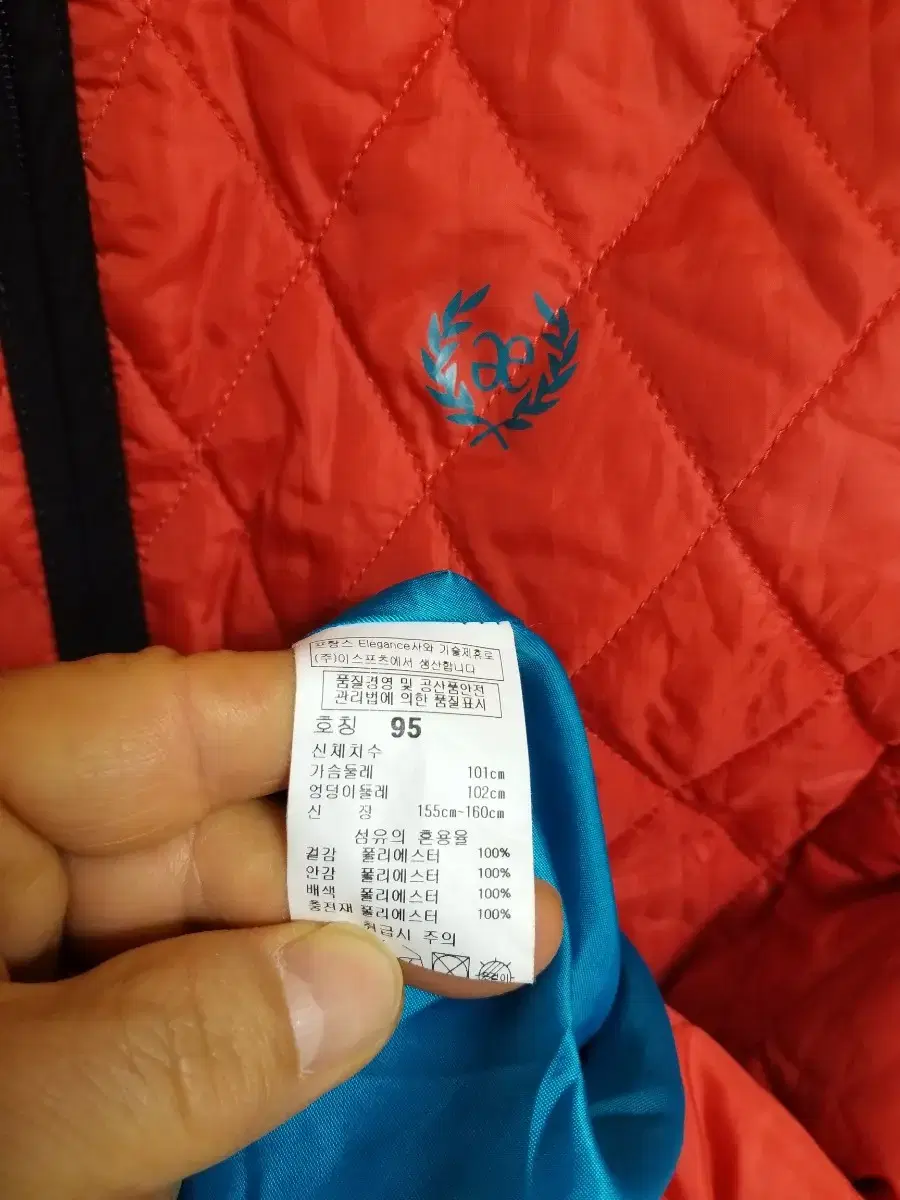 æe
프랑스 Elegance사와 기술제휴로
(주)이스포츠에서 생산합니다
품질경영 및 공산품안전
관리법에 의한 품질표시
호칭 95
신체치수
가슴둘레 101cm
엉덩이둘레 102cm
신 장 155cm~160cm
섬유의 혼용율
겉감 폴리에스터 100%
안감 폴리에스터 100%
배색 폴리에스터 100%
충전재 폴리에스터 100%
취급시 주의